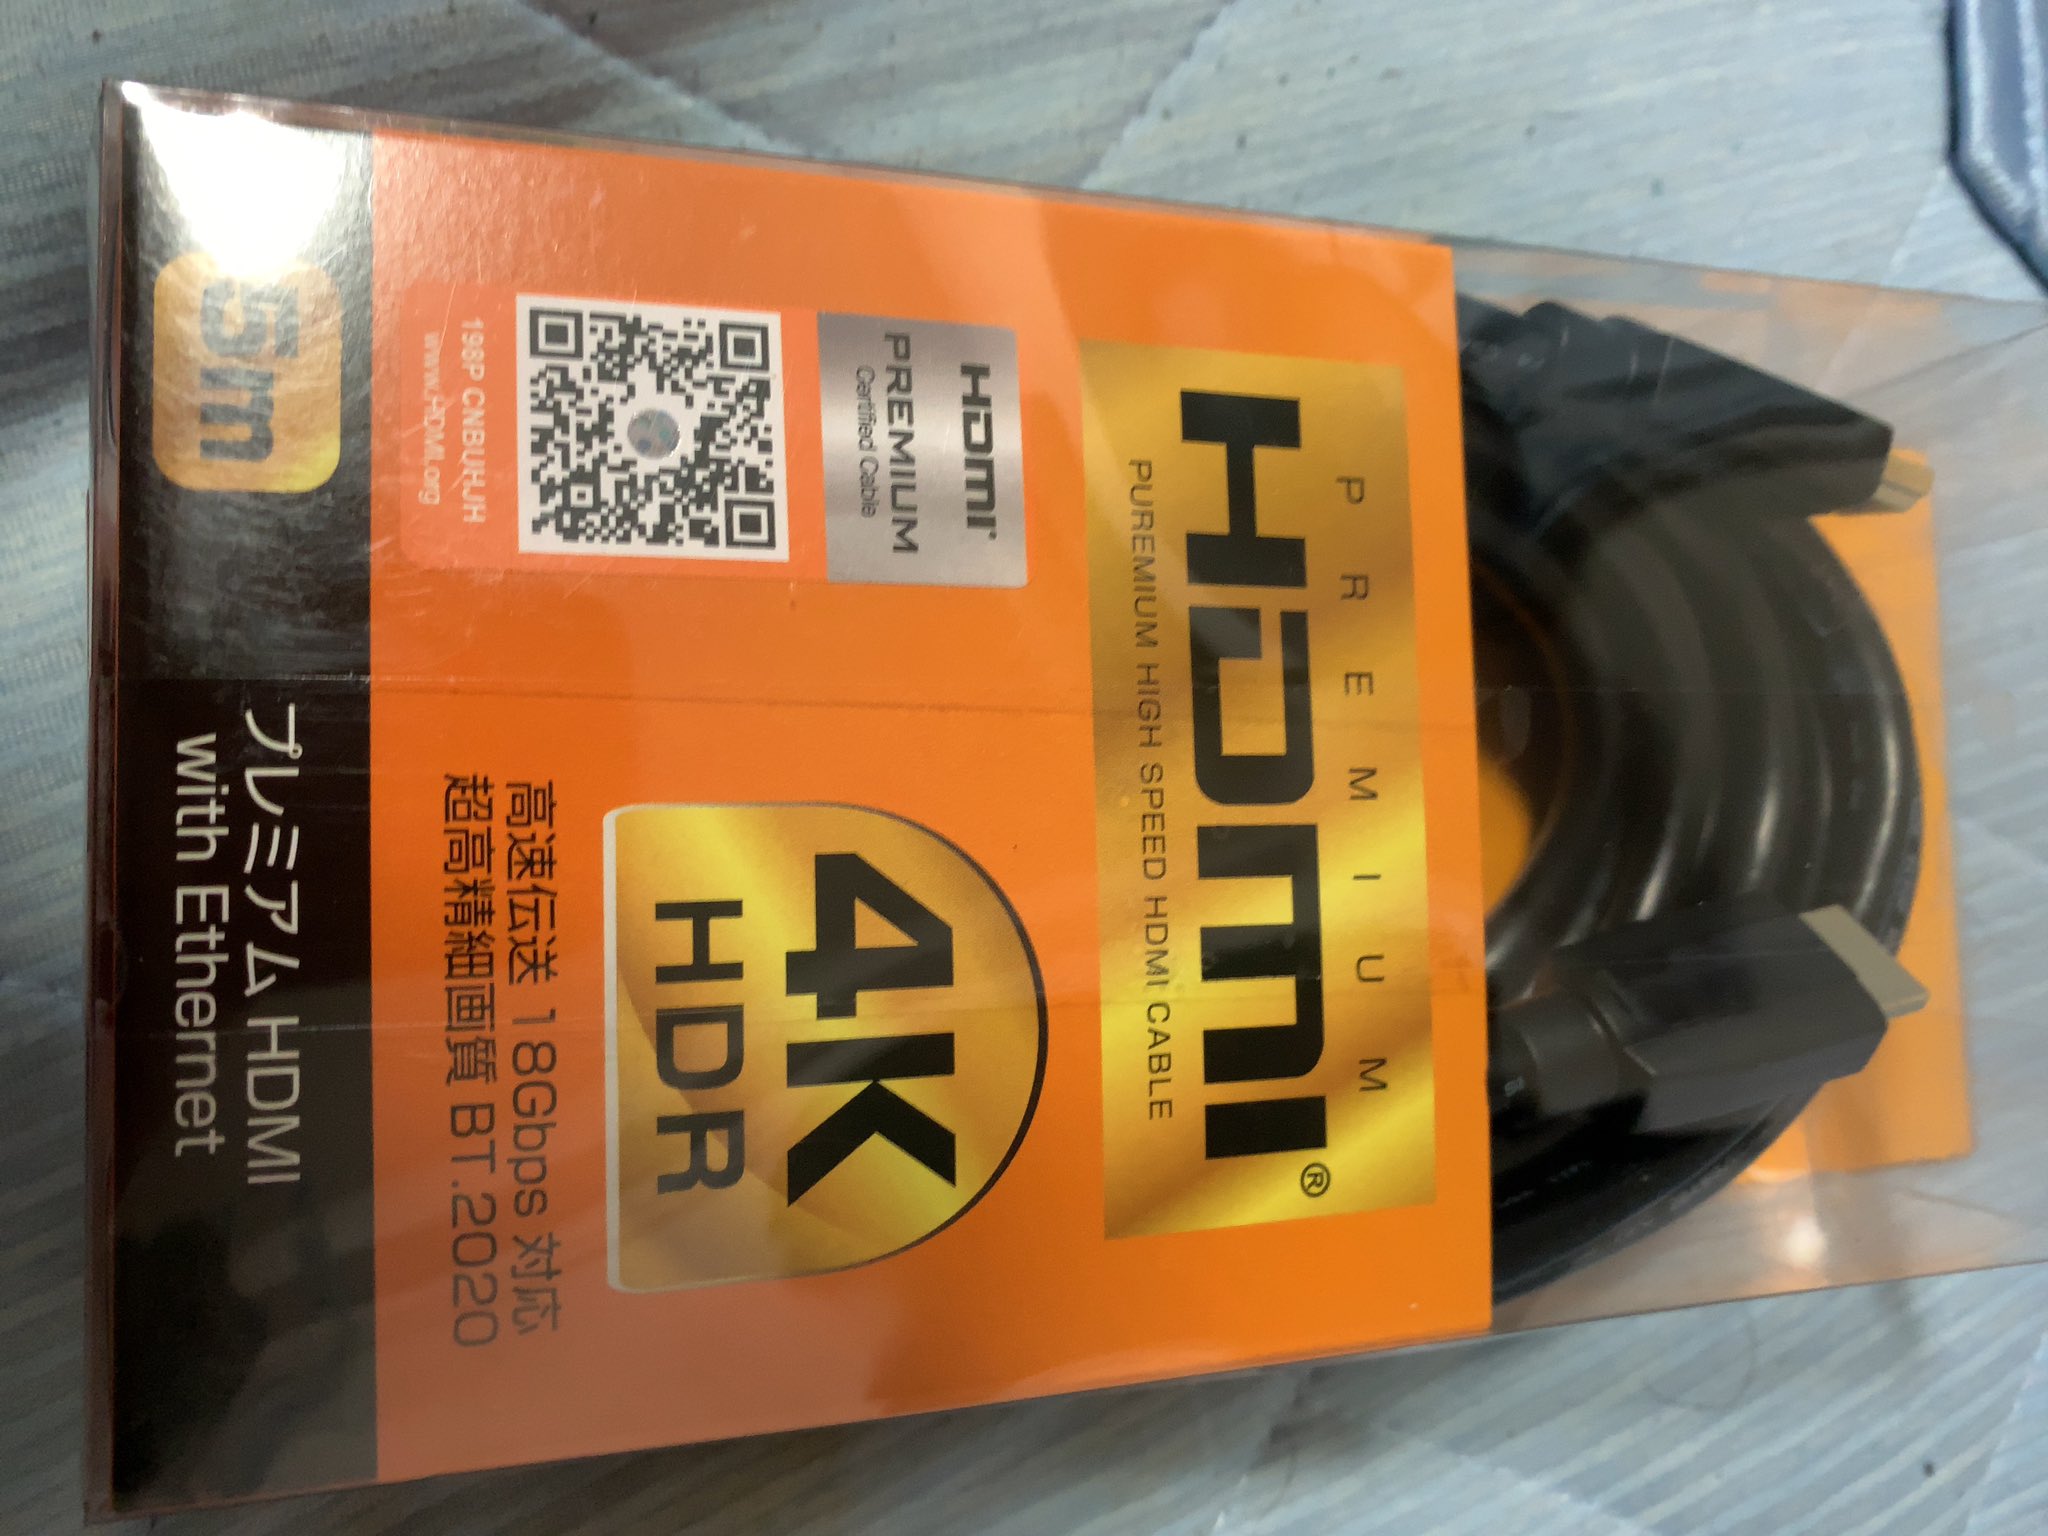 PREMIUM
HDMI®
PUREMIUM HIGH SPEED HDMI CABLE
HDMI
PREMIUM
Certified Cable
198P CNBUHJH
www.HDMI.org
4K
HDR
高速伝送 18Gbps 対応
超高精細画質 BT.2020
5m
プレミアム HDMI
with Ethernet